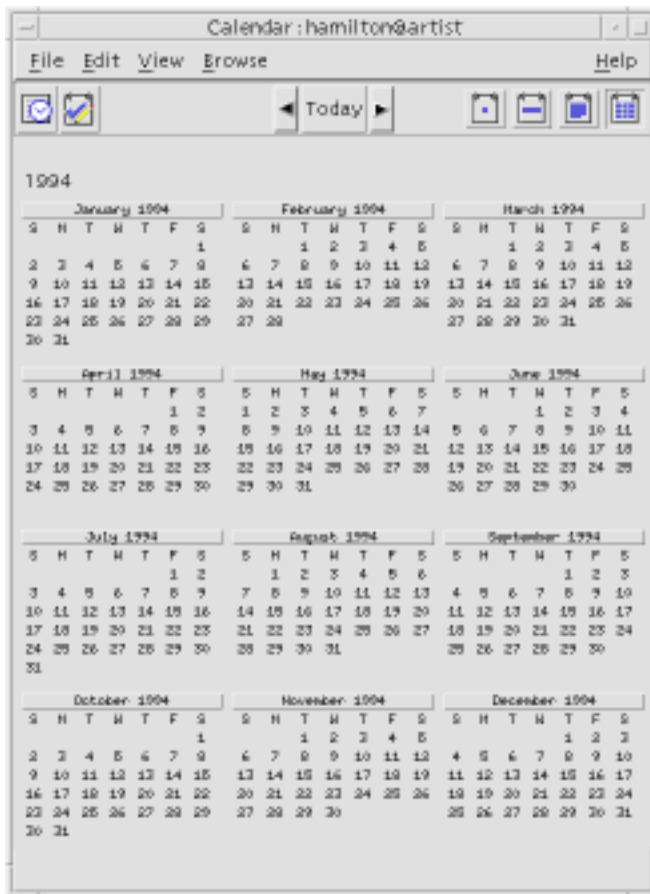 Calendar : hamilton@artist
File Edit View Browse Help
Today
1994
January 1994 February 1994 March 1994
S M T W T F S S M T W T F S S M T W T F S
1 1 2 3 4 5 1 2 3 4 5
2 3 4 5 6 7 8 6 7 8 9 10 11 12 6 7 8 9 10 11 12
9 10 11 12 13 14 15 13 14 15 16 17 18 19 13 14 15 16 17 18 19
16 17 18 19 20 21 22 20 21 22 23 24 25 26 20 21 22 23 24 25 26
23 24 25 26 27 28 29 27 28 27 28 29 30 31
30 31
April 1994 May 1994 June 1994
S M T W T F S S M T W T F S S M T W T F S
1 2 1 2 3 4 5 6 7 1 2 3 4
3 4 5 6 7 8 9 8 9 10 11 12 13 14 5 6 7 8 9 10 11
10 11 12 13 14 15 16 15 16 17 18 19 20 21 12 13 14 15 16 17 18
17 18 19 20 21 22 23 22 23 24 25 26 27 28 19 20 21 22 23 24 25
24 25 26 27 28 29 30 29 30 31 26 27 28 29 30
July 1994 August 1994 September 1994
S M T W T F S S M T W T F S S M T W T F S
1 2 1 2 3 4 5 6 1 2 3
3 4 5 6 7 8 9 7 8 9 10 11 12 13 4 5 6 7 8 9 10
10 11 12 13 14 15 16 14 15 16 17 18 19 20 11 12 13 14 15 16 17
17 18 19 20 21 22 23 21 22 23 24 25 26 27 18 19 20 21 22 23 24
24 25 26 27 28 29 30 28 29 30 31 25 26 27 28 29 30
31
October 1994 November 1994 December 1994
S M T W T F S S M T W T F S S M T W T F S
1 1 2 3 4 5 1 2 3
2 3 4 5 6 7 8 6 7 8 9 10 11 12 4 5 6 7 8 9 10
9 10 11 12 13 14 15 13 14 15 16 17 18 19 11 12 13 14 15 16 17
16 17 18 19 20 21 22 20 21 22 23 24 25 26 18 19 20 21 22 23 24
23 24 25 26 27 28 29 27 28 29 30 25 26 27 28 29 30 31
30 31